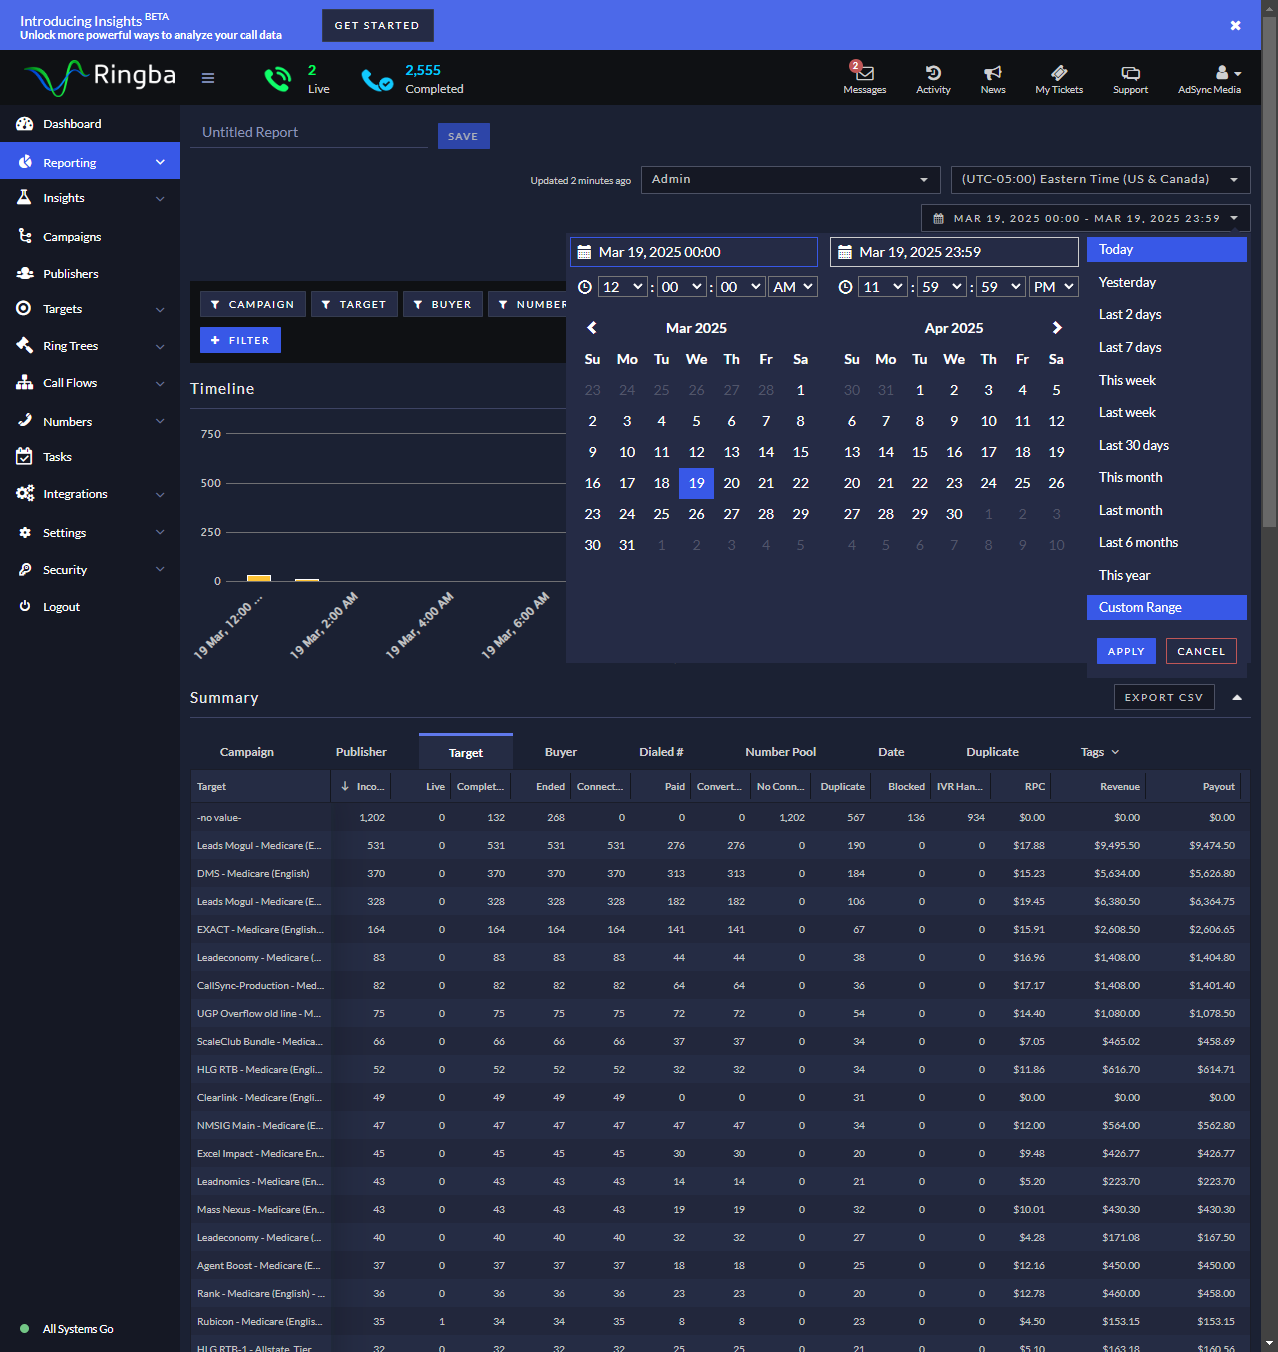 Introducing Insights BETA
Unlock more powerful ways to analyze your call data
GET STARTED
Ringba
2
Live
2,555
Completed
2
Messages
Activity
News
My Tickets
Support
AdSync Media
Dashboard
Reporting
Insights
Campaigns
Publishers
Targets
Ring Trees
Call Flows
Numbers
Tasks
Integrations
Settings
Security
Logout
All Systems Go
Untitled Report
SAVE
Updated 2 minutes ago
Admin
(UTC-05:00) Eastern Time (US & Canada)
MAR 19, 2025 00:00 - MAR 19, 2025 23:59
CAMPAIGN TARGET BUYER NUMBER
FILTER
Mar 19, 2025 00:00
12 : 00 : 00 AM
Mar 2025
Su Mo Tu We Th Fr Sa
23 24 25 26 27 28 1
2 3 4 5 6 7 8
9 10 11 12 13 14 15
16 17 18 19 20 21 22
23 24 25 26 27 28 29
30 31 1 2 3 4 5
Mar 19, 2025 23:59
11 : 59 : 59 PM
Apr 2025
Su Mo Tu We Th Fr Sa
30 31 1 2 3 4 5
6 7 8 9 10 11 12
13 14 15 16 17 18 19
20 21 22 23 24 25 26
27 28 29 30 1 2 3
4 5 6 7 8 9 10
Today
Yesterday
Last 2 days
Last 7 days
This week
Last week
Last 30 days
This month
Last month
Last 6 months
This year
Custom Range
APPLY CANCEL
Timeline
750
500
250
0
19 Mar, 12:00 ...
19 Mar, 2:00 AM
19 Mar, 4:00 AM
19 Mar, 6:00 AM
Summary
EXPORT CSV
Campaign Publisher Target Buyer Dialed # Number Pool Date Duplicate Tags
Target Inco... Live Complet... Ended Connect... Paid Convert... No Conn... Duplicate Blocked IVR Han... RPC Revenue Payout
-no value- 1,202 0 132 268 0 0 0 1,202 567 136 934 $0.00 $0.00 $0.00
Leads Mogul - Medicare (E... 531 0 531 531 531 276 276 0 190 0 0 $17.88 $9,495.50 $9,474.50
DMS - Medicare (English) 370 0 370 370 370 313 313 0 184 0 0 $15.23 $5,634.00 $5,626.80
Leads Mogul - Medicare (E... 328 0 328 328 328 182 182 0 106 0 0 $19.45 $6,380.50 $6,364.75
EXACT - Medicare (English... 164 0 164 164 164 141 141 0 67 0 0 $15.91 $2,608.50 $2,606.65
Leadeconomy - Medicare (... 83 0 83 83 83 44 44 0 38 0 0 $16.96 $1,408.00 $1,404.80
CallSync-Production - Med... 82 0 82 82 82 64 64 0 36 0 0 $17.17 $1,408.00 $1,401.40
UGP Overflow old line - M... 75 0 75 75 75 72 72 0 54 0 0 $14.40 $1,080.00 $1,078.50
ScaleClub Bundle - Medica... 66 0 66 66 66 37 37 0 34 0 0 $7.05 $465.02 $458.69
HLG RTB - Medicare (Engli... 52 0 52 52 52 32 32 0 34 0 0 $11.86 $616.70 $614.71
Clearlink - Medicare (Engli... 49 0 49 49 49 0 0 0 31 0 0 $0.00 $0.00 $0.00
NMSIG Main - Medicare (E... 47 0 47 47 47 47 47 0 34 0 0 $12.00 $564.00 $562.80
Excel Impact - Medicare En... 45 0 45 45 45 30 30 0 20 0 0 $9.48 $426.77 $426.77
Leadnomics - Medicare (En... 43 0 43 43 43 14 14 0 21 0 0 $5.20 $223.70 $223.70
Mass Nexus - Medicare (En... 43 0 43 43 43 19 19 0 32 0 0 $10.01 $430.30 $430.30
Leadeconomy - Medicare (... 40 0 40 40 40 32 32 0 27 0 0 $4.28 $171.08 $167.50
Agent Boost - Medicare (E... 37 0 37 37 37 18 18 0 25 0 0 $12.16 $450.00 $450.00
Rank - Medicare (English) - ... 36 0 36 36 36 23 23 0 20 0 0 $12.78 $460.00 $458.00
Rubicon - Medicare (Englis... 35 1 34 34 35 8 8 0 23 0 0 $4.50 $153.15 $153.15
HLG RTB-1 - Allstate, Tier... 32 0 32 32 32 25 25 0 21 0 0 $5.10 $163.18 $160.56